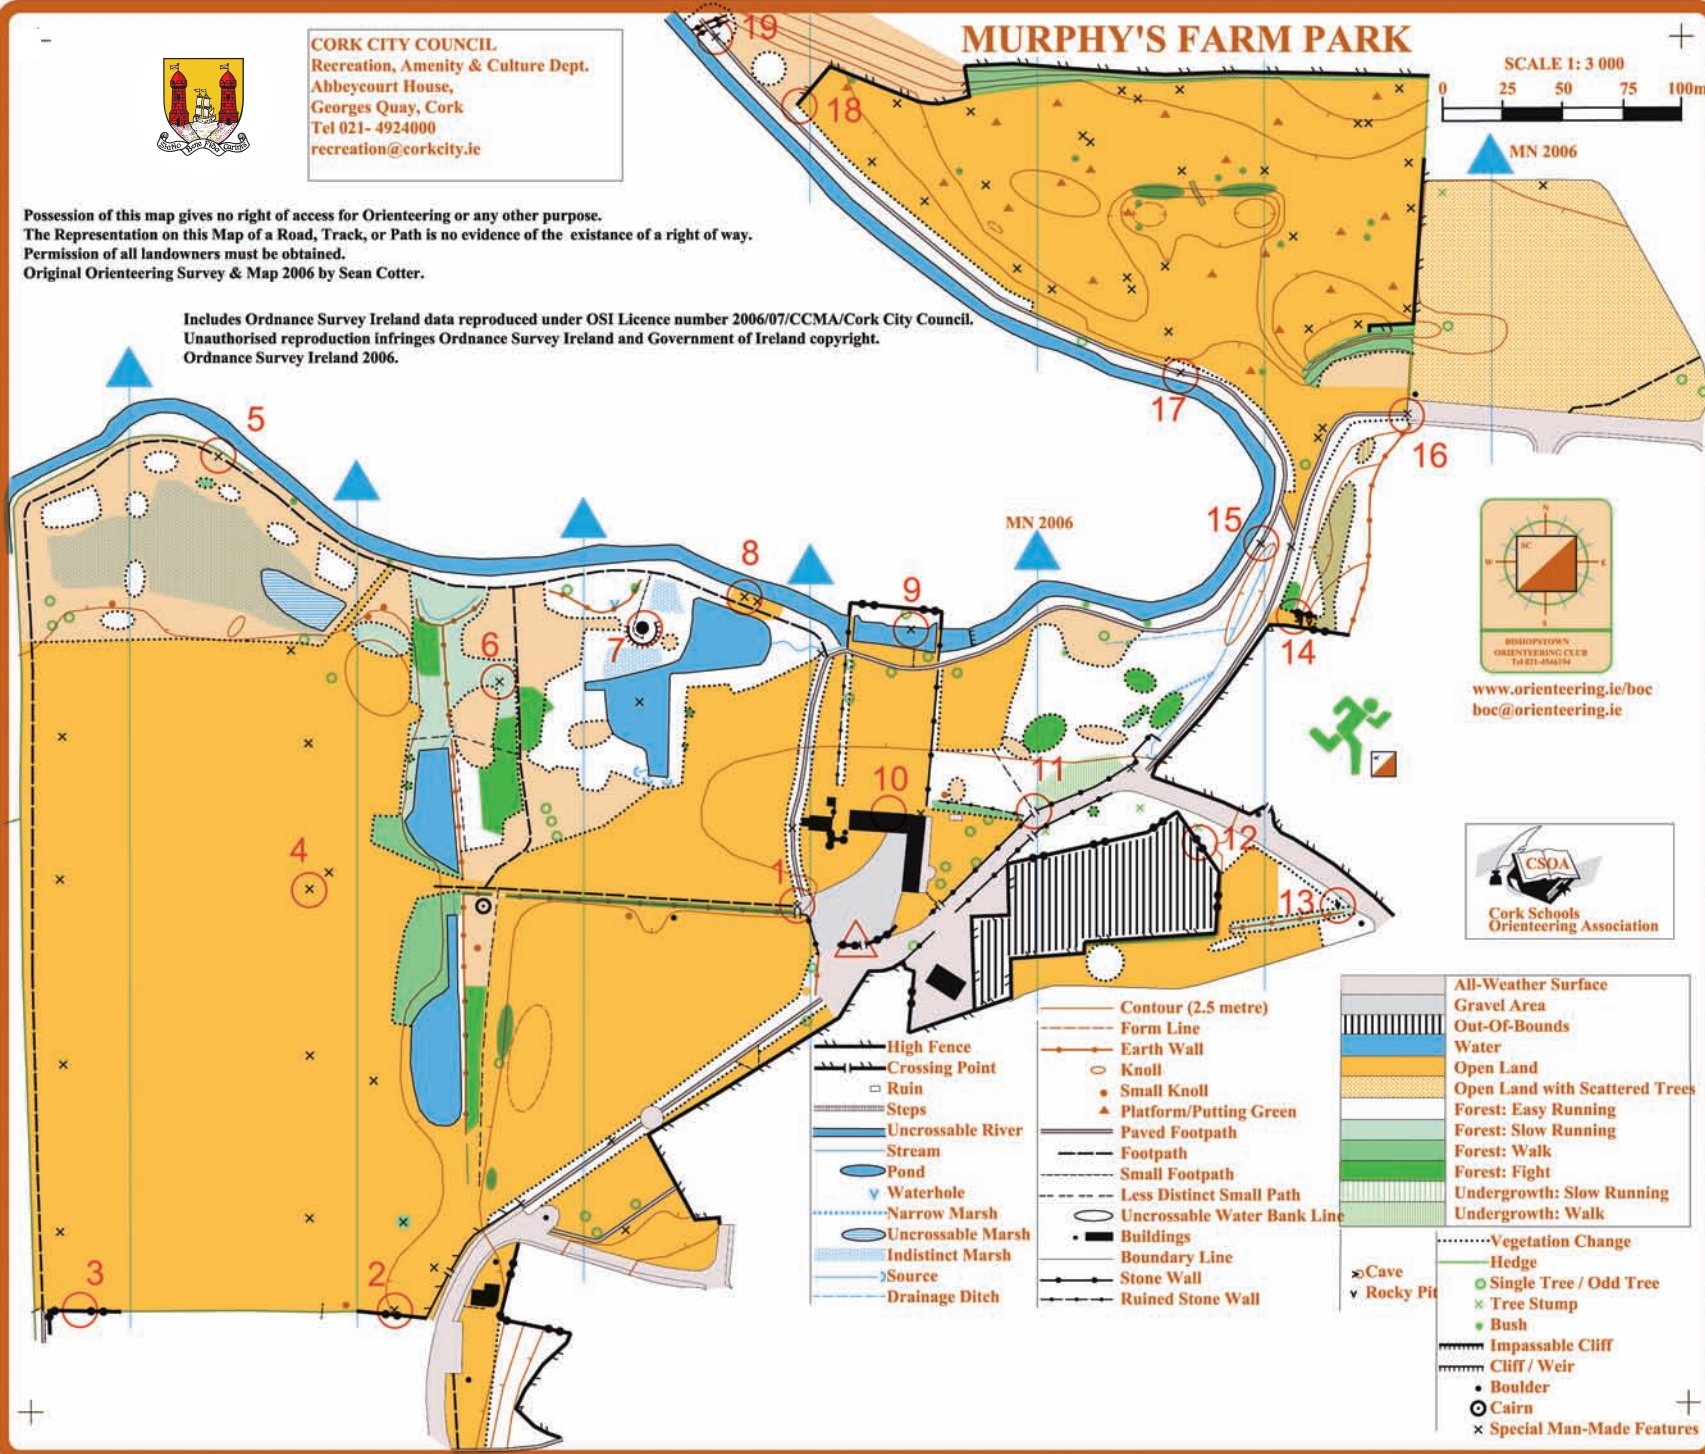 MURPHY'S FARM PARK
CORK CITY COUNCIL
Recreation, Amenity & Culture Dept.
Abbeycourt House,
Georges Quay, Cork
Tel 021- 4924000
recreation@corkcity.ie
SCALE 1: 3 000
0 25 50 75 100m
MN 2006
Possession of this map gives no right of access for Orienteering or any other purpose.
The Representation on this Map of a Road, Track, or Path is no evidence of the existance of a right of way.
Permission of all landowners must be obtained.
Original Orienteering Survey & Map 2006 by Sean Cotter.
Includes Ordnance Survey Ireland data reproduced under OSI Licence number 2006/07/CCMA/Cork City Council.
Unauthorised reproduction infringes Ordnance Survey Ireland and Government of Ireland copyright.
Ordnance Survey Ireland 2006.
19
18
17
16
5
15
MN 2006
8
9
7
6
14
11
10
4
1
12
13
3
2
N
SC
W E
S
BISHOPSTOWN
ORIENTEERING CLUB
Tel 021-4546194
www.orienteering.ie/boc
boc@orienteering.ie
CSOA
Cork Schools
Orienteering Association
High Fence
Crossing Point
Ruin
Steps
Uncrossable River
Stream
Pond
Waterhole
Narrow Marsh
Uncrossable Marsh
Indistinct Marsh
Source
Drainage Ditch
Contour (2.5 metre)
Form Line
Earth Wall
Knoll
Small Knoll
Platform/Putting Green
Paved Footpath
Footpath
Small Footpath
Less Distinct Small Path
Uncrossable Water Bank Line
Buildings
Boundary Line
Stone Wall
Ruined Stone Wall
All-Weather Surface
Gravel Area
Out-Of-Bounds
Water
Open Land
Open Land with Scattered Trees
Forest: Easy Running
Forest: Slow Running
Forest: Walk
Forest: Fight
Undergrowth: Slow Running
Undergrowth: Walk
Cave
Rocky Pit
Vegetation Change
Hedge
Single Tree / Odd Tree
Tree Stump
Bush
Impassable Cliff
Cliff / Weir
Boulder
Cairn
Special Man-Made Features